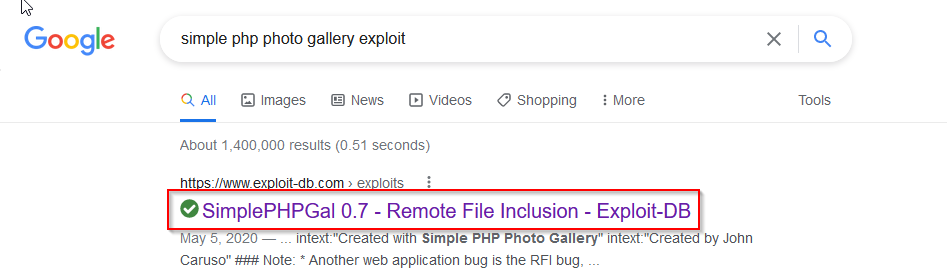 Google
simple php photo gallery exploit
All Images News Videos Shopping More Tools
About 1,400,000 results (0.51 seconds)
https://www.exploit-db.com › exploits
SimplePHPGal 0.7 - Remote File Inclusion - Exploit-DB
May 5, 2020 — ... intext:"Created with Simple PHP Photo Gallery" intext:"Created by John
Caruso" ### Note: * Another web application bug is the RFI bug, ...